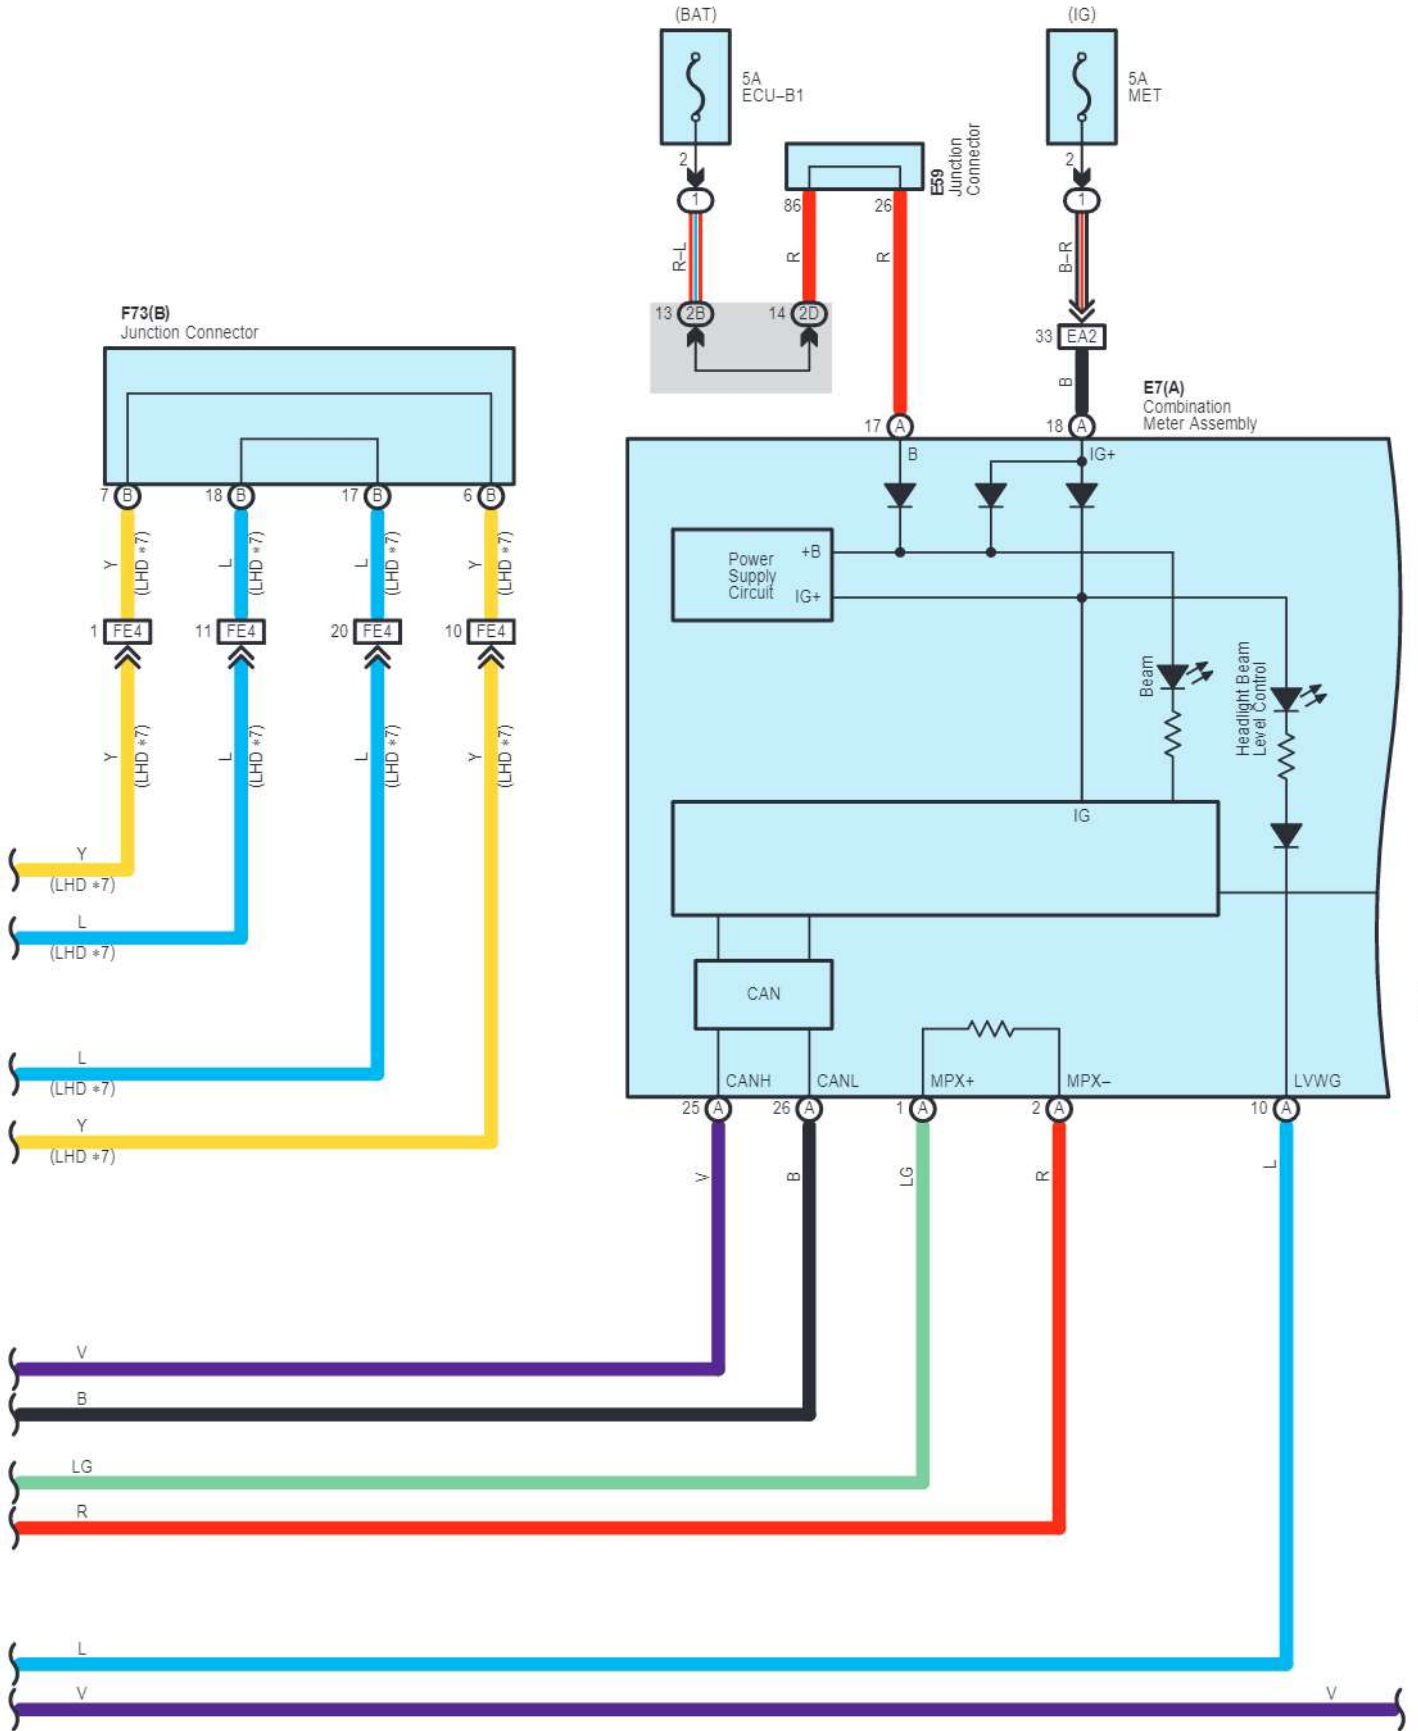 (BAT)
(IG)
5A
ECU–B1
5A
MET
2
2
1
1
E59
Junction
Connector
86
26
R–L
R
R
B–R
13
2B
14
2D
33
EA2
B
F73(B)
Junction Connector
E7(A)
Combination
Meter Assembly
17
A
18
A
B
IG+
7
B
18
B
17
B
6
B
Y
(LHD *7)
L
(LHD *7)
L
(LHD *7)
Y
(LHD *7)
Power
Supply
Circuit
+B
IG+
1
FE4
11
FE4
20
FE4
10
FE4
Beam
Headlight Beam
Level Control
Y
(LHD *7)
L
(LHD *7)
L
(LHD *7)
Y
(LHD *7)
IG
Y
(LHD *7)
L
(LHD *7)
CAN
L
(LHD *7)
CANH
CANL
MPX+
MPX–
LVWG
25
A
26
A
1
A
2
A
10
A
Y
(LHD *7)
V
B
LG
R
L
V
B
LG
R
L
V
V